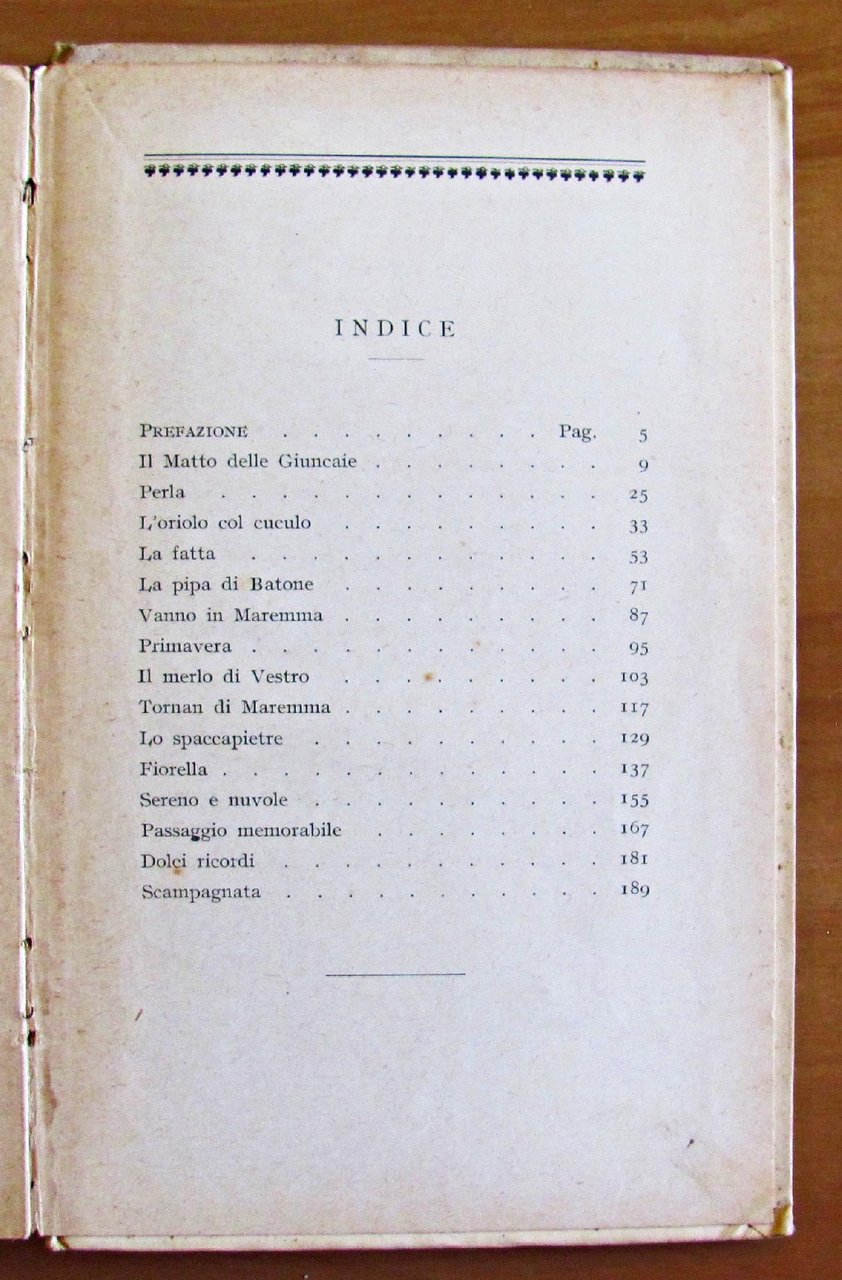 INDICE
PREFAZIONE . . . . . . . . . Pag. 5
Il Matto delle Giuncaie . . . . . . . . 9
Perla . . . . . . . . . . . . . 25
L'oriolo col cuculo . . . . . . . . . 33
La fatta . . . . . . . . . . . . 53
La pipa di Batone . . . . . . . . . 71
Vanno in Maremma . . . . . . . . . 87
Primavera . . . . . . . . . . . . 95
Il merlo di Vestro . . . . . . . . . 103
Tornan di Maremma . . . . . . . . . 117
Lo spaccapietre . . . . . . . . . . 129
Fiorella . . . . . . . . . . . . . 137
Sereno e nuvole . . . . . . . . . . 155
Passaggio memorabile . . . . . . . . 167
Dolci ricordi . . . . . . . . . . . 181
Scampagnata . . . . . . . . . . . 189